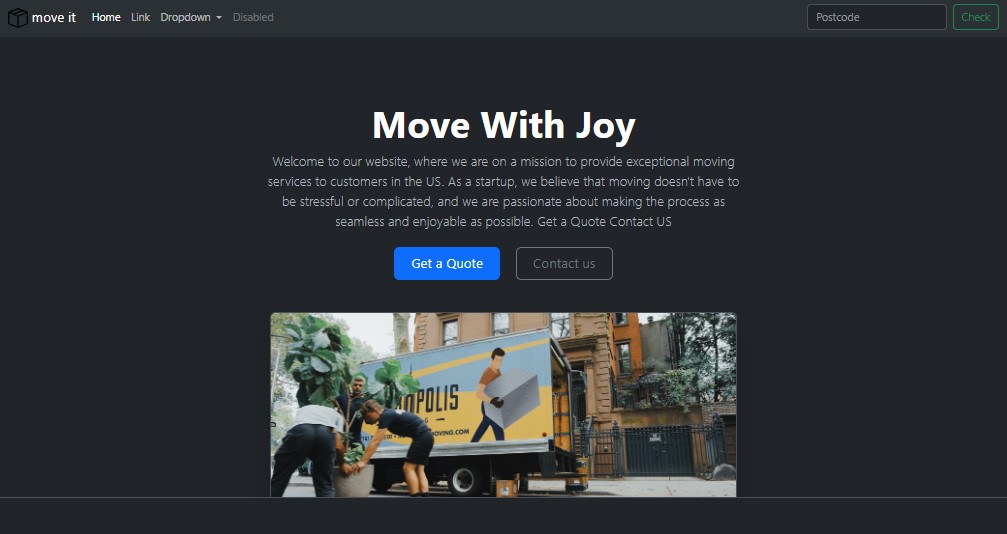 move it
Home Link Dropdown Disabled
Postcode Check
Move With Joy
Welcome to our website, where we are on a mission to provide exceptional moving
services to customers in the US. As a startup, we believe that moving doesn't have to
be stressful or complicated, and we are passionate about making the process as
seamless and enjoyable as possible. Get a Quote Contact US
Get a Quote Contact us
OPOLIS
OVING.COM